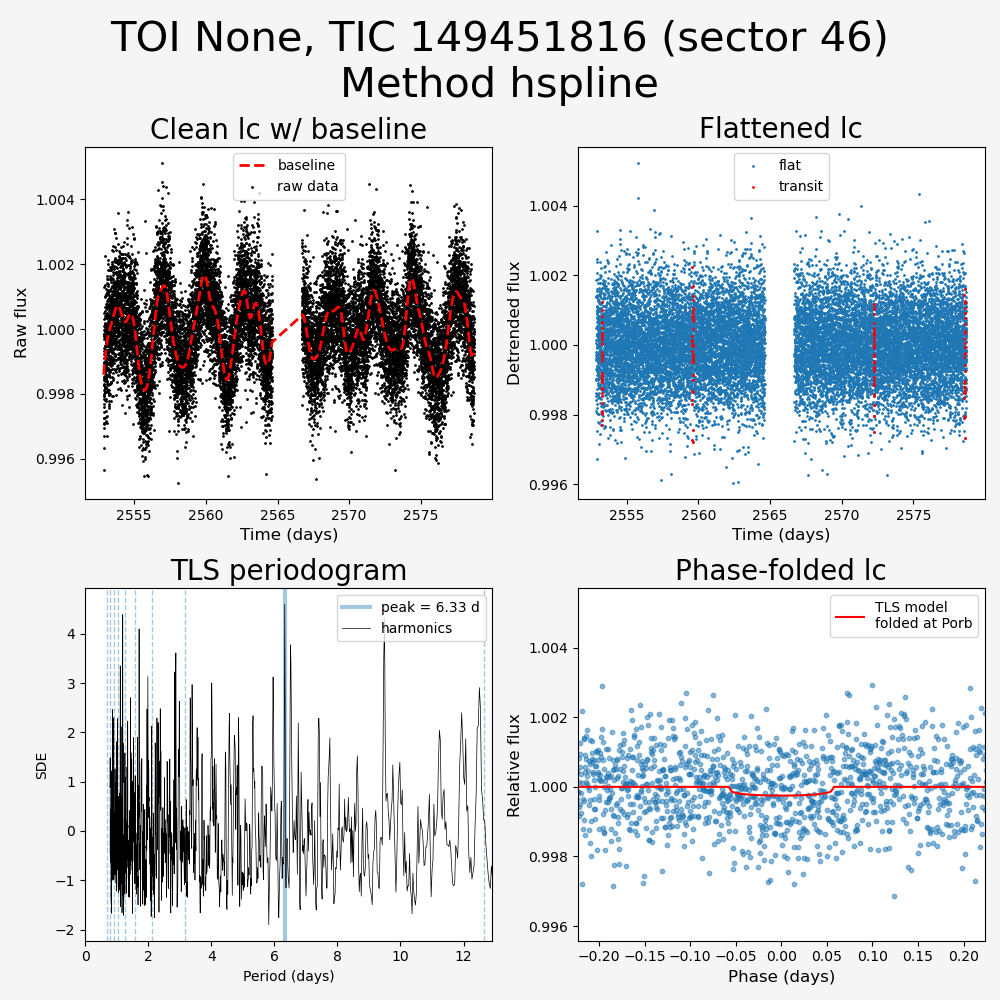 TOI None, TIC 149451816 (sector 46)
Method hspline
Clean lc w/ baseline
baseline
raw data
Raw flux
1.004
1.002
1.000
0.998
0.996
2555 2560 2565 2570 2575
Time (days)
Flattened lc
flat
transit
Detrended flux
1.004
1.002
1.000
0.998
0.996
2555 2560 2565 2570 2575
Time (days)
TLS periodogram
peak = 6.33 d
harmonics
SDE
4
3
2
1
0
−1
−2
0 2 4 6 8 10 12
Period (days)
Phase-folded lc
TLS model
folded at Porb
Relative flux
1.004
1.002
1.000
0.998
0.996
−0.20 −0.15 −0.10 −0.05 0.00 0.05 0.10 0.15 0.20
Phase (days)